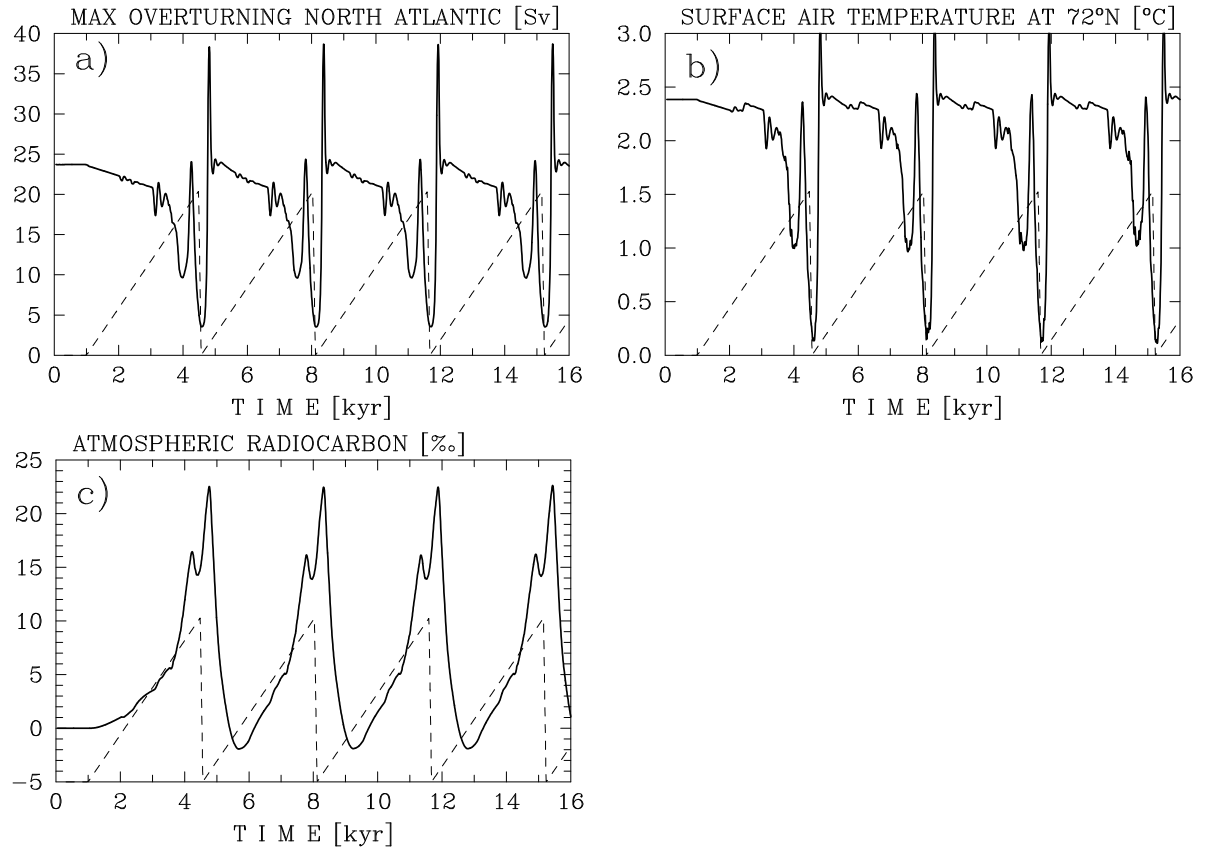 MAX OVERTURNING NORTH ATLANTIC [Sv]
a)
40
35
30
25
20
15
10
5
0
0 2 4 6 8 10 12 14 16
T I M E [kyr]
SURFACE AIR TEMPERATURE AT 72°N [°C]
b)
3.0
2.5
2.0
1.5
1.0
0.5
0.0
0 2 4 6 8 10 12 14 16
T I M E [kyr]
ATMOSPHERIC RADIOCARBON [‰]
c)
25
20
15
10
5
0
−5
0 2 4 6 8 10 12 14 16
T I M E [kyr]